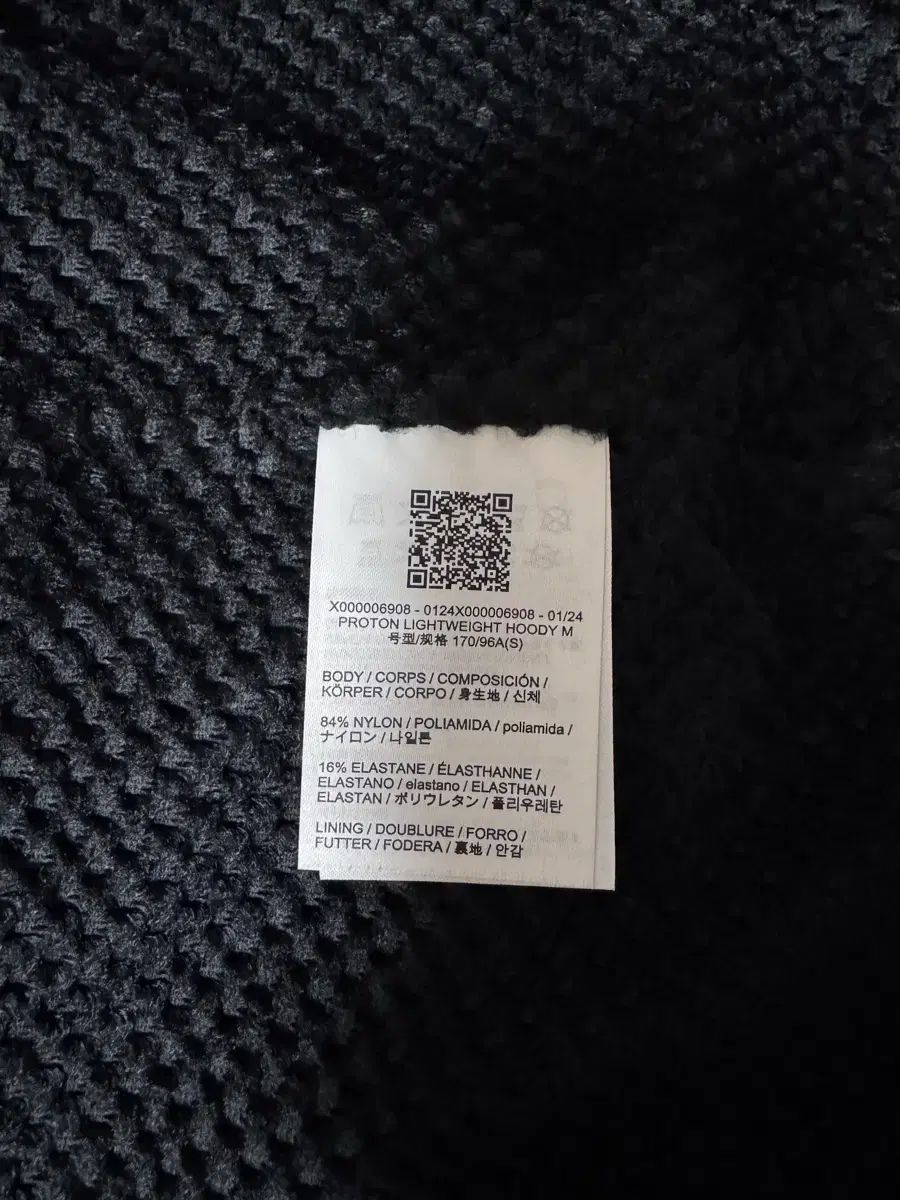 X000006908 - 0124X000006908 - 01/24
PROTON LIGHTWEIGHT HOODY M
号型/规格 170/96A(S)
BODY / CORPS / COMPOSICIÓN /
KÖRPER / CORPO / 身生地 / 신체
84% NYLON / POLIAMIDA / poliamida /
ナイロン / 나일론
16% ELASTANE / ÉLASTHANNE /
ELASTANO / elastano / ELASTHAN /
ELASTAN / ポリウレタン / 폴리우레탄
LINING / DOUBLURE / FORRO /
FUTTER / FODERA / 裏地 / 안감